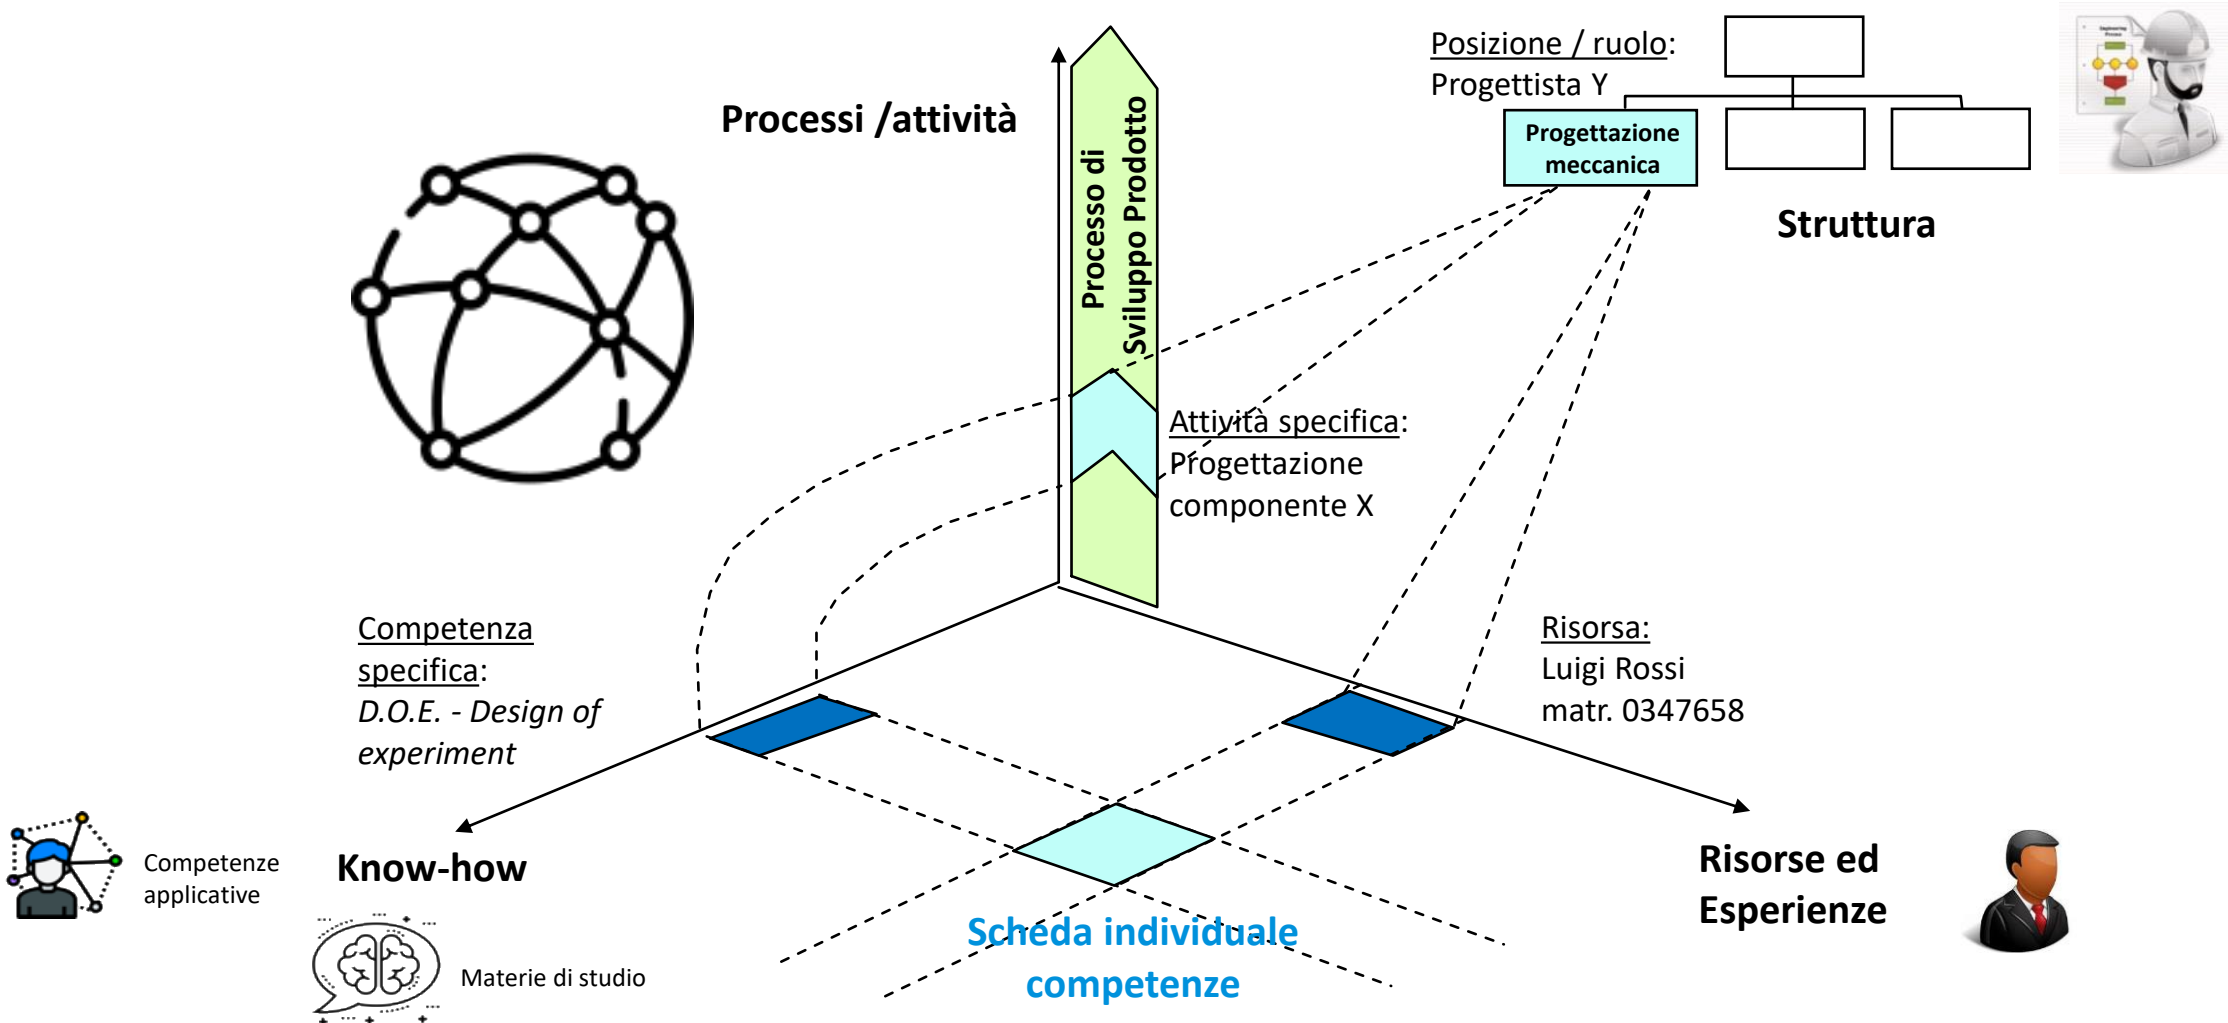 Posizione / ruolo:
Progettista Y
Processi /attività
Progettazione
meccanica
Struttura
Processo di
Sviluppo Prodotto
Attività specifica:
Progettazione
componente X
Competenza
specifica:
D.O.E. - Design of
experiment
Risorsa:
Luigi Rossi
matr. 0347658
Competenze
applicative
Know-how
Risorse ed
Esperienze
Scheda individuale
competenze
Materie di studio